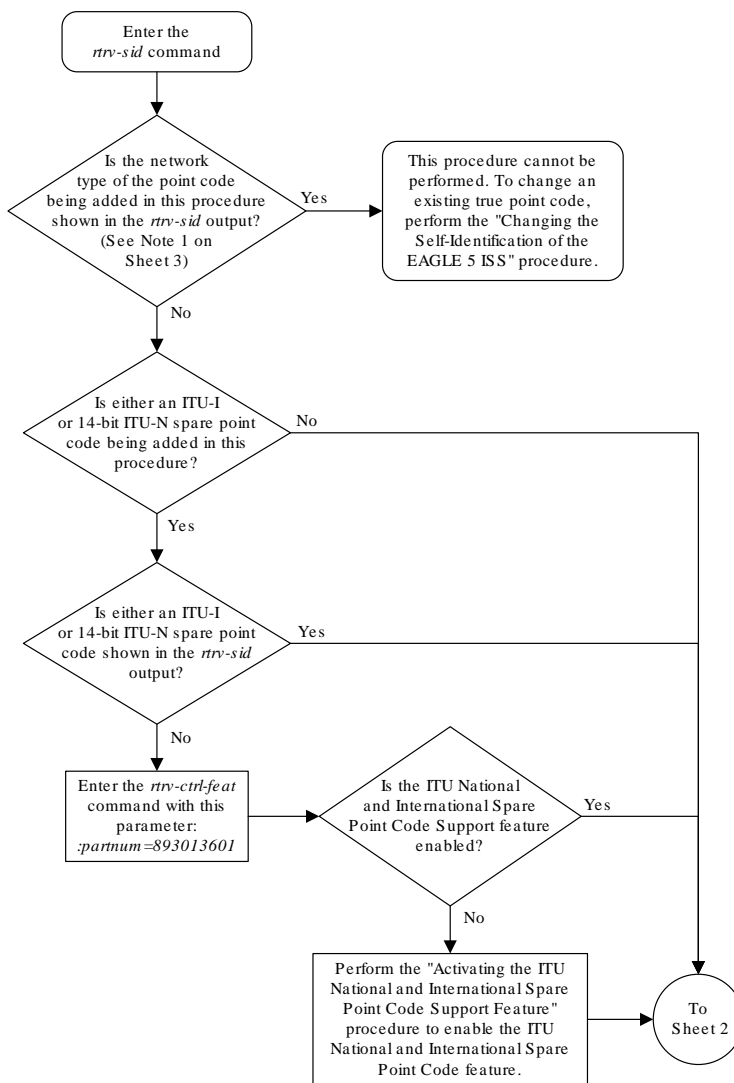 Enter the
rtrv-sid command
Is the network
type of the point code
being added in this procedure
shown in the rtrv-sid output?
(See Note 1 on
Sheet 3)
Yes
This procedure cannot be
performed. To change an
existing true point code,
perform the "Changing the
Self-Identification of the
EAGLE 5 ISS" procedure.
No
Is either an ITU-I
or 14-bit ITU-N spare point
code being added in this
procedure?
No
Yes
Is either an ITU-I
or 14-bit ITU-N spare point
code shown in the rtrv-sid
output?
Yes
No
Enter the rtrv-ctrl-feat
command with this
parameter:
:partnum=893013601
Is the ITU National
and International Spare
Point Code Support feature
enabled?
Yes
No
Perform the "Activating the ITU
National and International Spare
Point Code Support Feature"
procedure to enable the ITU
National and International Spare
Point Code feature.
To
Sheet 2